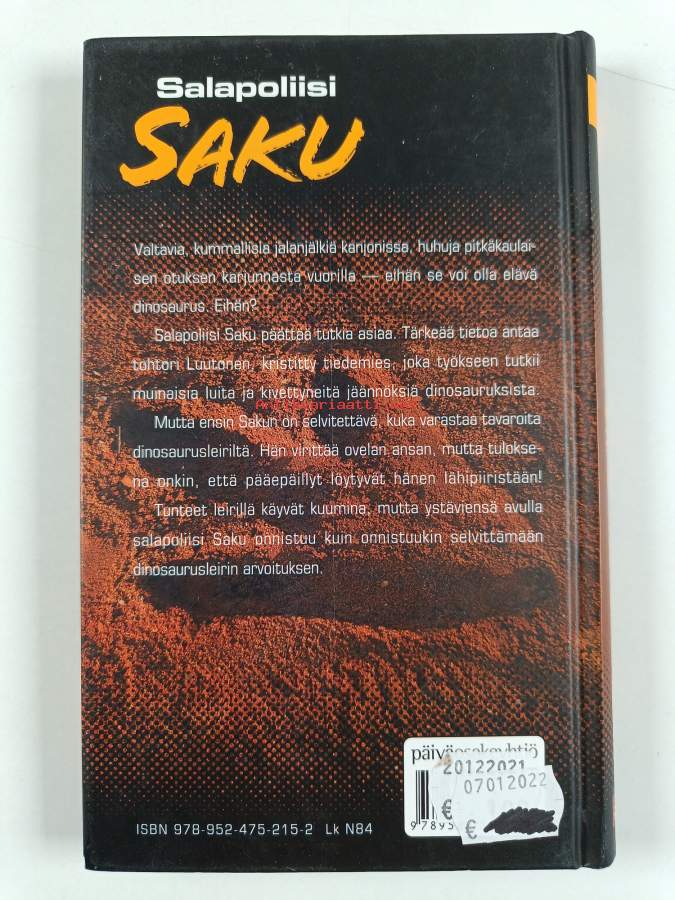 Salapoliisi
SAKU
Valtavia, kummallisia jalanjälkiä kanjonissa, huhuja pitkäkaulai-
sen otuksen karjunnasta vuorilla — eihän se voi olla elävä
dinosaurus. Eihän?
Salapoliisi Saku päättää tutkia asiaa. Tärkeää tietoa antaa
tohtori Luutonen, kristitty tiedemies, joka työkseen tutkii
muinaisia luita ja kivettyneitä jäännöksiä dinosauruksista.
Mutta ensin Sakun on selvitettävä, kuka varastaa tavaroita
dinosaurusleiriltä. Hän virittää ovelan ansan, mutta tulokse-
na onkin, että pääepäillyt löytyvät hänen lähipiiristään!
Tunteet leirillä käyvät kuumina, mutta ystäviensä avulla
salapoliisi Saku onnistuu kuin onnistuukin selvittämään
dinosaurusleirin arvoituksen.
päiväosakeyhtiö
20122021
07012022
€
€
97895
ISBN 978-952-475-215-2 Lk N84